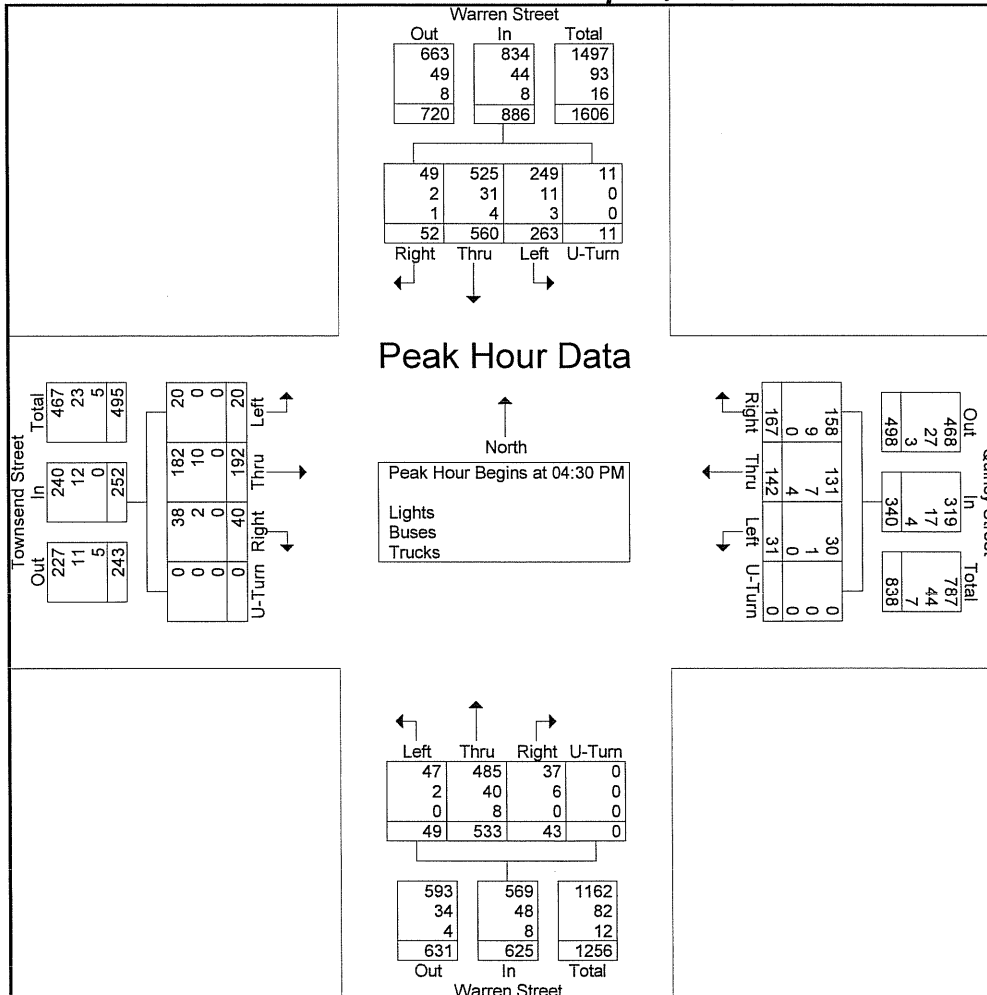 Warren Street
Out In Total
663 834 1497
49 44 93
8 8 16
720 886 1606
49 525 249 11
2 31 11 0
1 4 3 0
52 560 263 11
Right Thru Left U-Turn
Peak Hour Data
North
Peak Hour Begins at 04:30 PM
Lights
Buses
Trucks
Townsend Street
Out In Total
227 240 467
11 12 23
5 0 5
243 252 495
U-Turn Right Thru Left
0 38 182 20
0 2 10 0
0 0 0 0
0 40 192 20
Out In Total
468 319 787
27 17 44
3 4 7
498 340 838
Right Thru Left U-Turn
158 131 30 0
9 7 1 0
0 4 0 0
167 142 31 0
Left Thru Right U-Turn
47 485 37 0
2 40 6 0
0 8 0 0
49 533 43 0
593 569 1162
34 48 82
4 8 12
631 625 1256
Out In Total
Warren Street